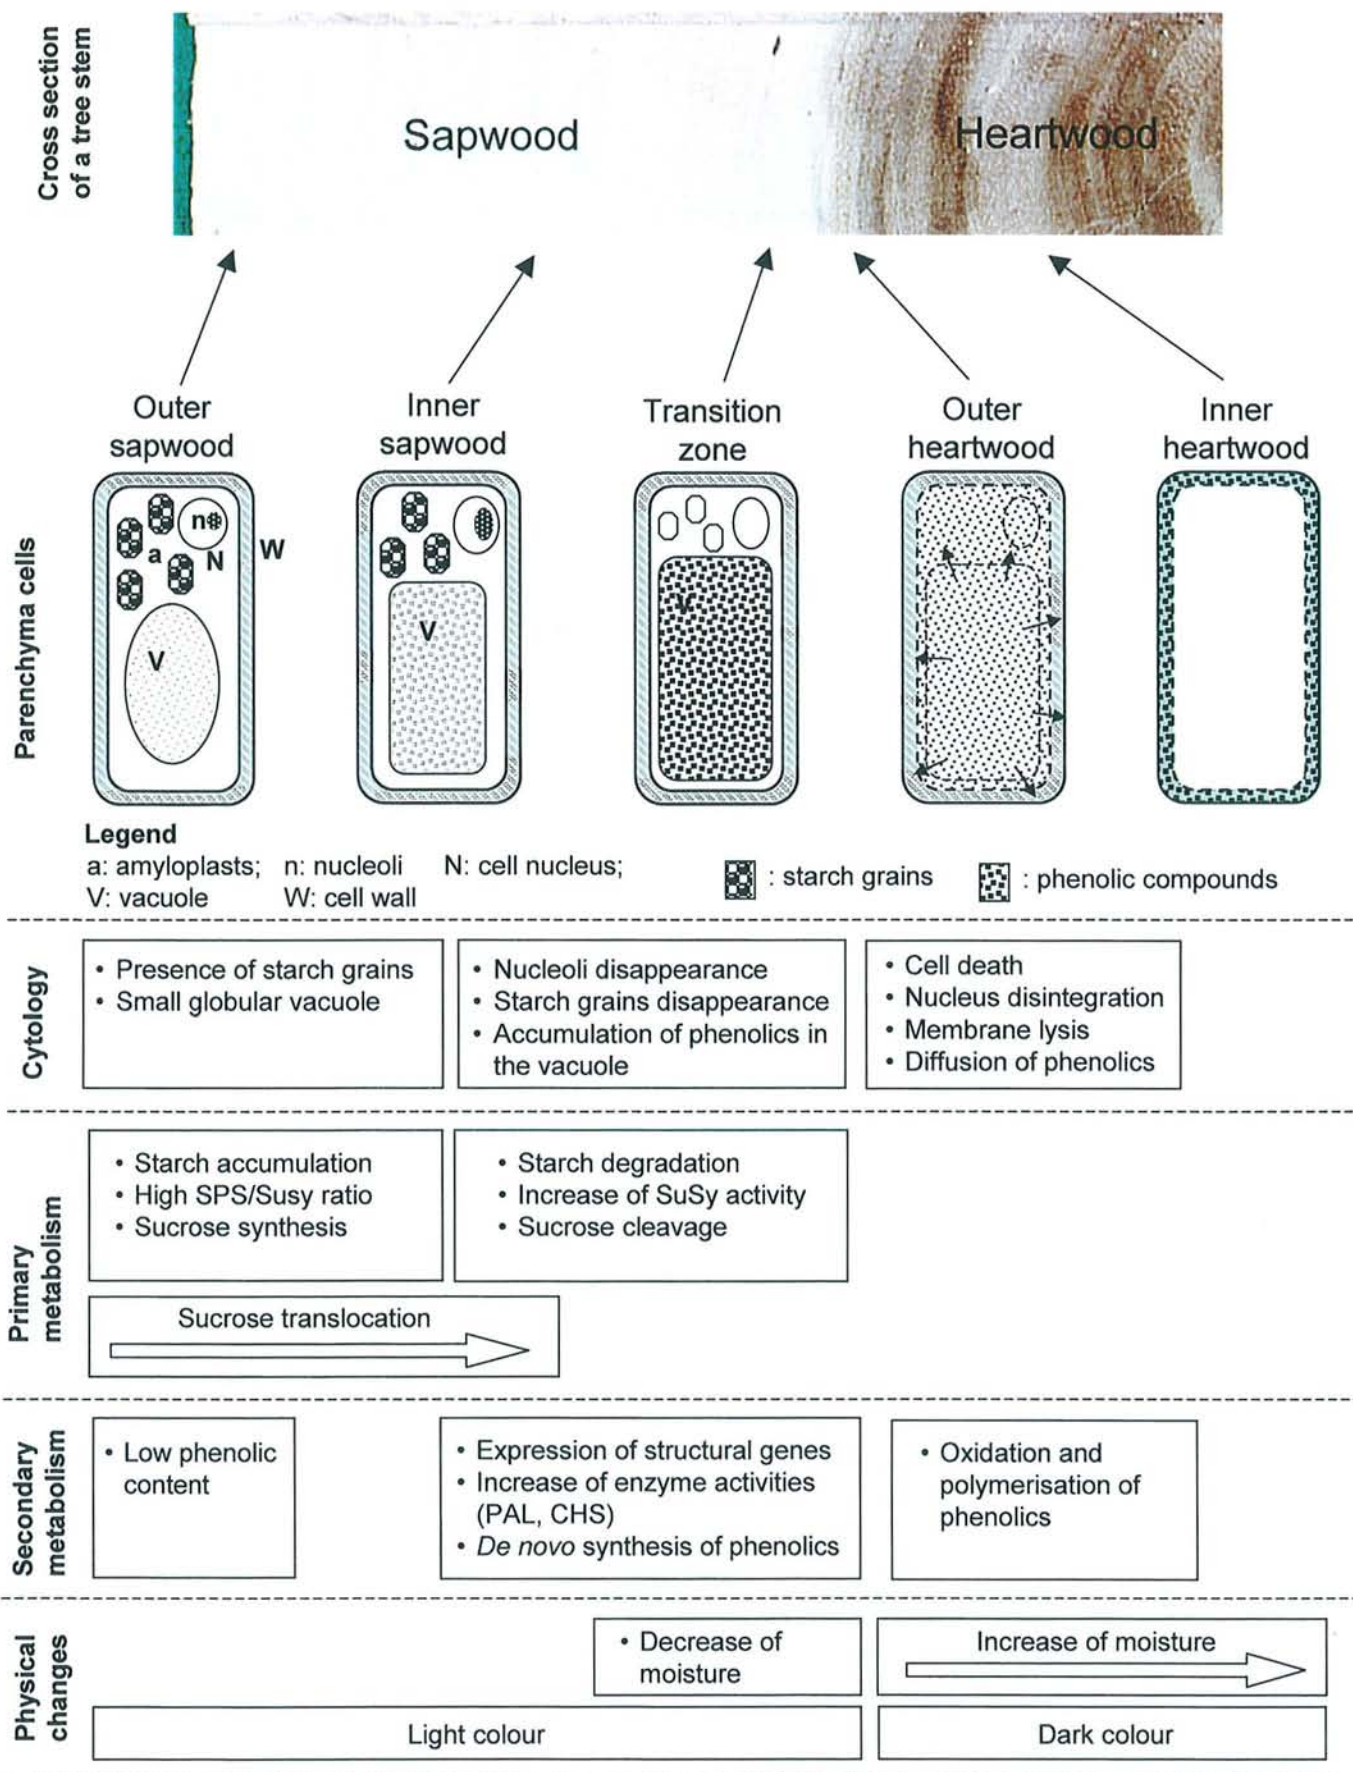 Cross section
of a tree stem
Sapwood
Heartwood
Outer
sapwood
Inner
sapwood
Transition
zone
Outer
heartwood
Inner
heartwood
Parenchyma cells
n
a
N
W
V
V
V
Legend
a: amyloplasts; n: nucleoli N: cell nucleus;
V: vacuole W: cell wall
: starch grains
: phenolic compounds
Cytology
• Presence of starch grains
• Small globular vacuole
• Nucleoli disappearance
• Starch grains disappearance
• Accumulation of phenolics in
the vacuole
• Cell death
• Nucleus disintegration
• Membrane lysis
• Diffusion of phenolics
Primary
metabolism
• Starch accumulation
• High SPS/Susy ratio
• Sucrose synthesis
• Starch degradation
• Increase of SuSy activity
• Sucrose cleavage
Sucrose translocation
Secondary
metabolism
• Low phenolic
content
• Expression of structural genes
• Increase of enzyme activities
(PAL, CHS)
• De novo synthesis of phenolics
• Oxidation and
polymerisation of
phenolics
Physical
changes
• Decrease of
moisture
Increase of moisture
Light colour
Dark colour